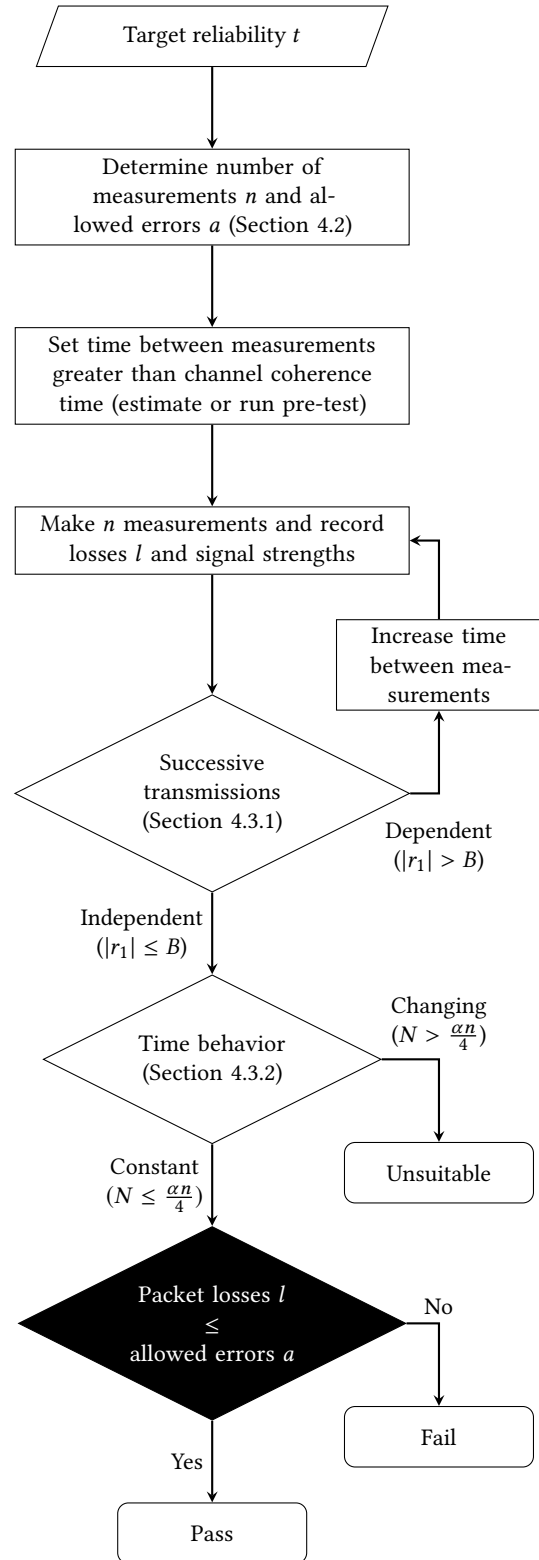 Target reliability t
Determine number of
measurements n and al-
lowed errors a (Section 4.2)
Set time between measurements
greater than channel coherence
time (estimate or run pre-test)
Make n measurements and record
losses l and signal strengths
Increase time
between mea-
surements
Successive
transmissions
(Section 4.3.1)
Dependent
(|r₁| > B)
Independent
(|r₁| ≤ B)
Time behavior
(Section 4.3.2)
Changing
(N > αn/4)
Unsuitable
Constant
(N ≤ αn/4)
Packet losses l
≤
allowed errors a
No
Fail
Yes
Pass